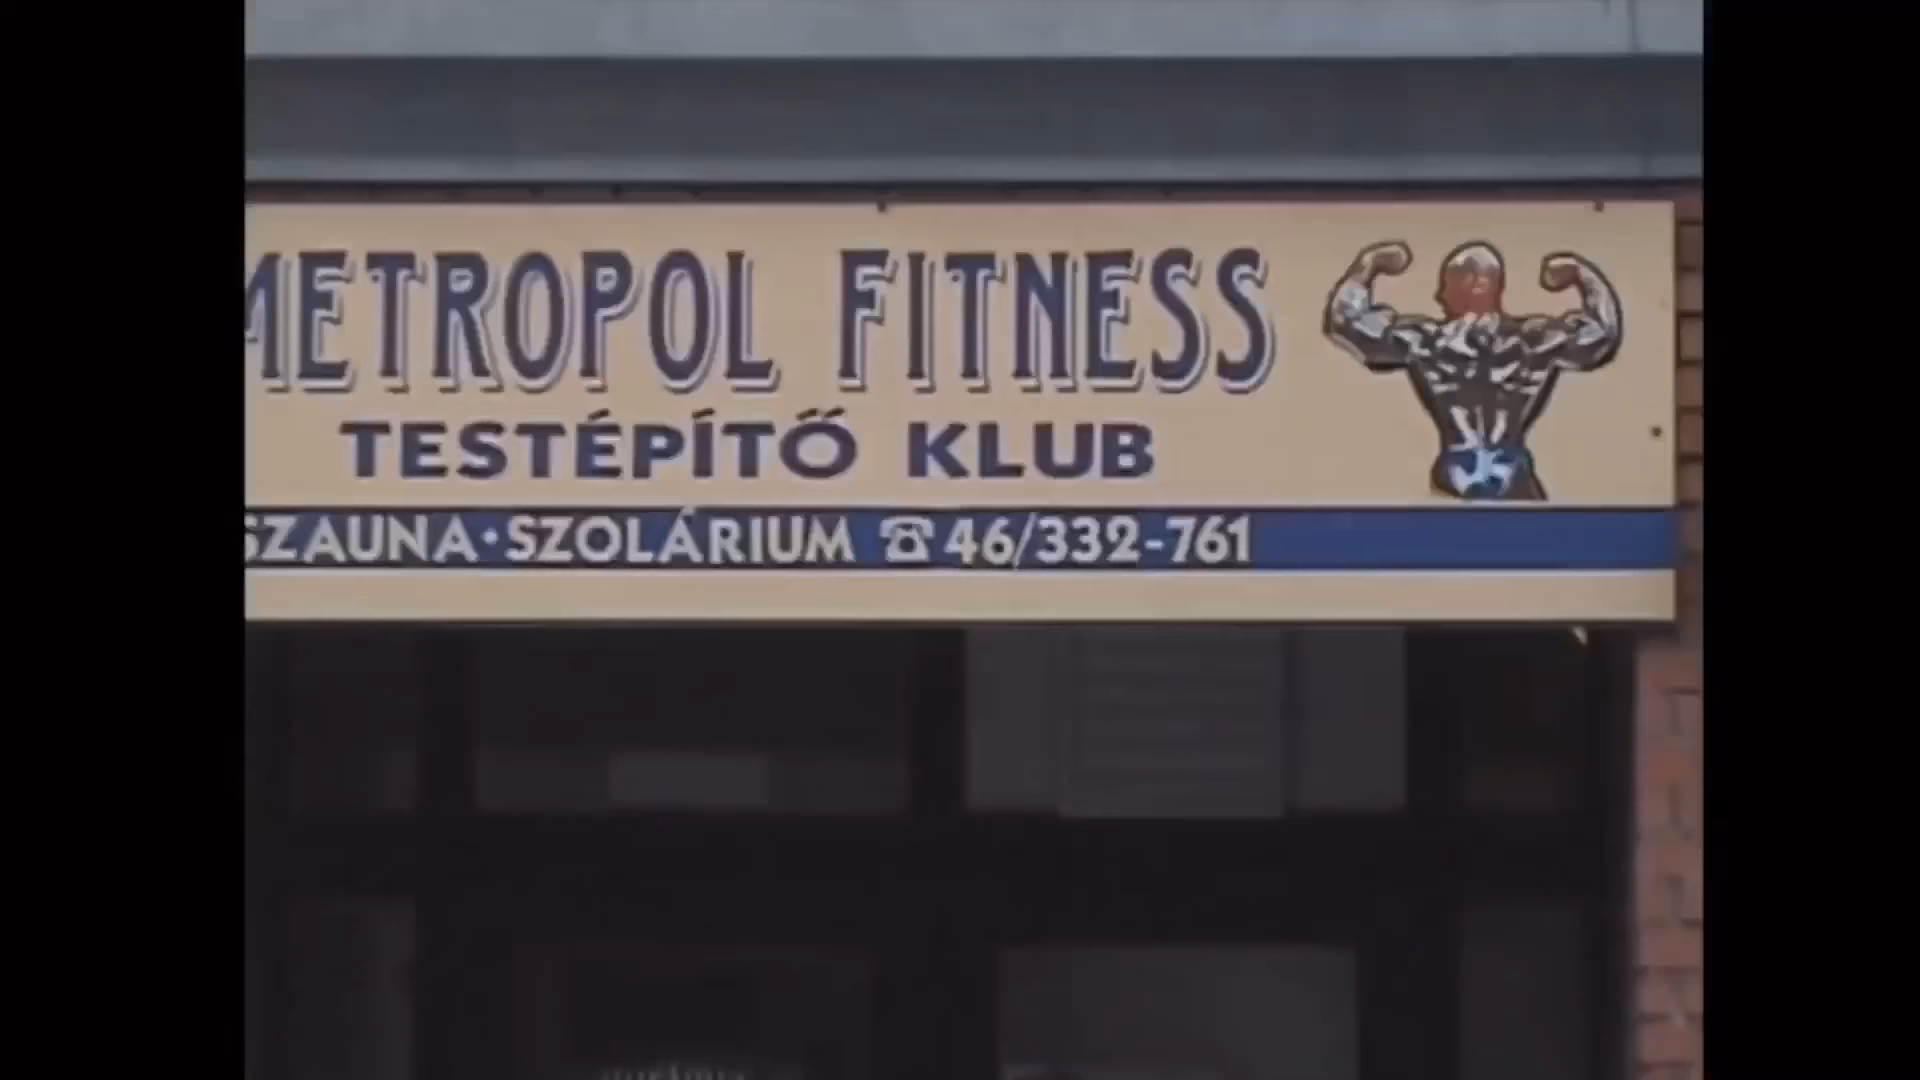 METROPOL FITNESS
TESTÉPÍTŐ KLUB
SZAUNA•SZOLÁRIUM ☎46/332-761